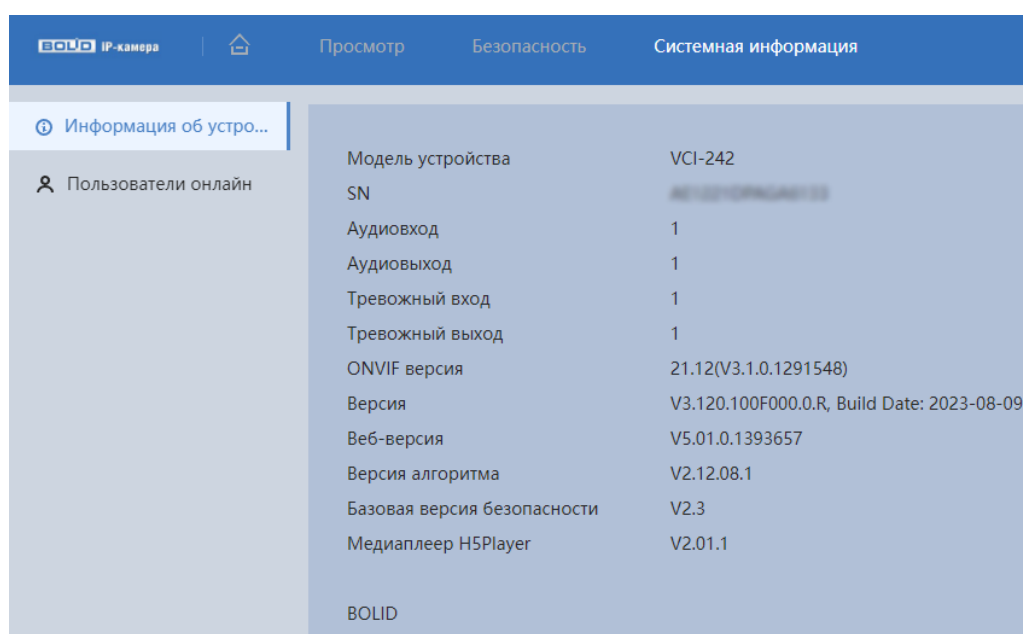 BOLID IP-камера Просмотр Безопасность Системная информация
Информация об устро...
Пользователи онлайн
Модель устройства VCI-242
SN
Аудиовход 1
Аудиовыход 1
Тревожный вход 1
Тревожный выход 1
ONVIF версия 21.12(V3.1.0.1291548)
Версия V3.120.100F000.0.R, Build Date: 2023-08-09
Веб-версия V5.01.0.1393657
Версия алгоритма V2.12.08.1
Базовая версия безопасности V2.3
Медиаплеер H5Player V2.01.1
BOLID